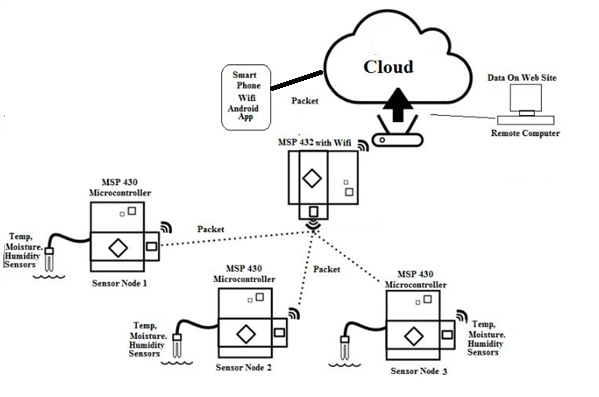 Smart
Phone
Wifi
Android
App
Packet
Cloud
Data On Web Site
Remote Computer
MSP 432 with Wifi
MSP 430
Microcontroller
Temp,
Moisture,
Humidity
Sensors
Packet
Sensor Node 1
MSP 430
Microcontroller
Packet
Temp,
Moisture.
Humidity
Sensors
Sensor Node 2
MSP 430
Microcontroller
Temp,
Moisture.
Humidity
Sensors
Sensor Node 3